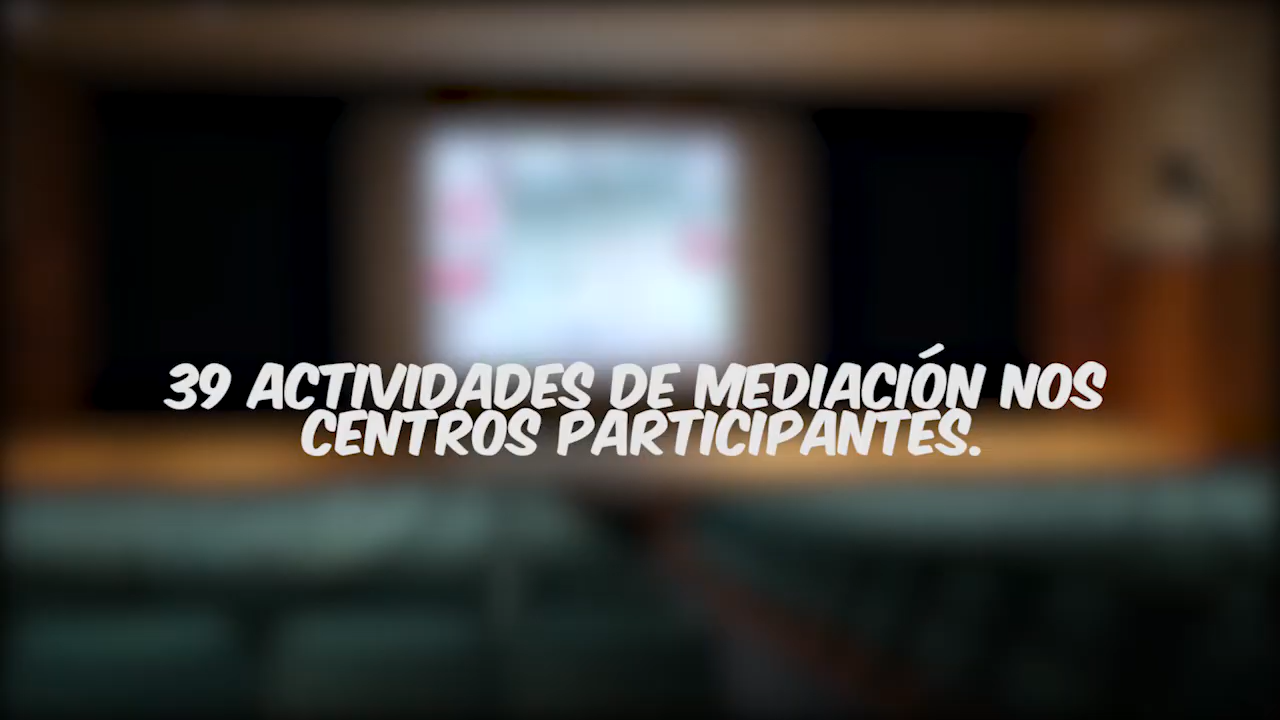 39 ACTIVIDADES DE MEDIACIÓN NOS
CENTROS PARTICIPANTES.